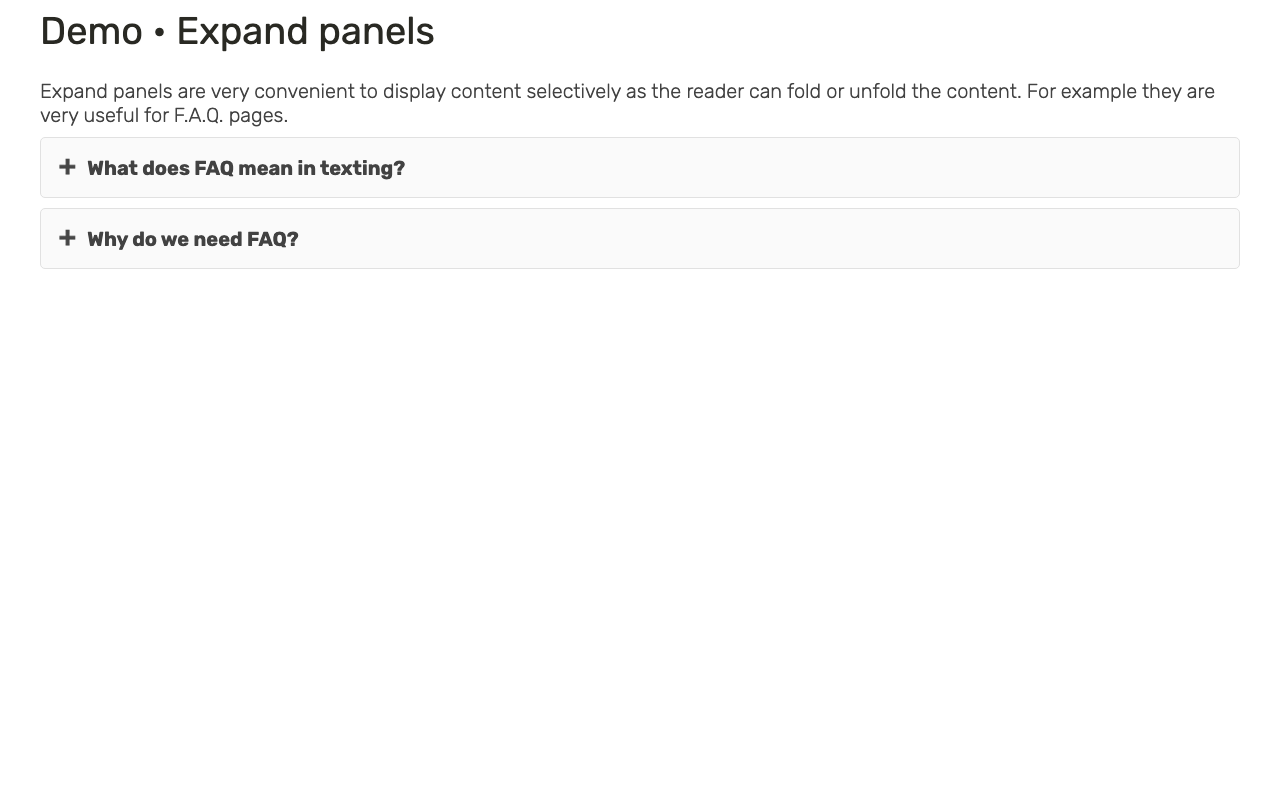 Demo • Expand panels
Expand panels are very convenient to display content selectively as the reader can fold or unfold the content. For example they are
very useful for F.A.Q. pages.
+ What does FAQ mean in texting?
+ Why do we need FAQ?